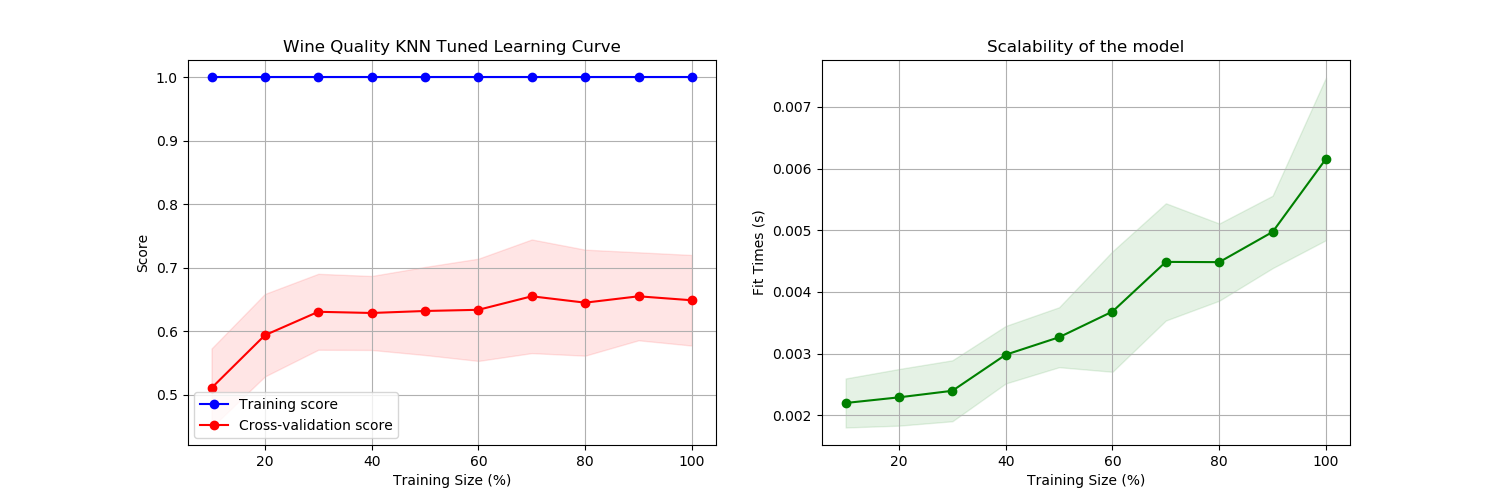 Wine Quality KNN Tuned Learning Curve
1.0
0.9
0.8
0.7
0.6
0.5
Score
Training score
Cross-validation score
20 40 60 80 100
Training Size (%)
Scalability of the model
0.007
0.006
0.005
0.004
0.003
0.002
Fit Times (s)
20 40 60 80 100
Training Size (%)